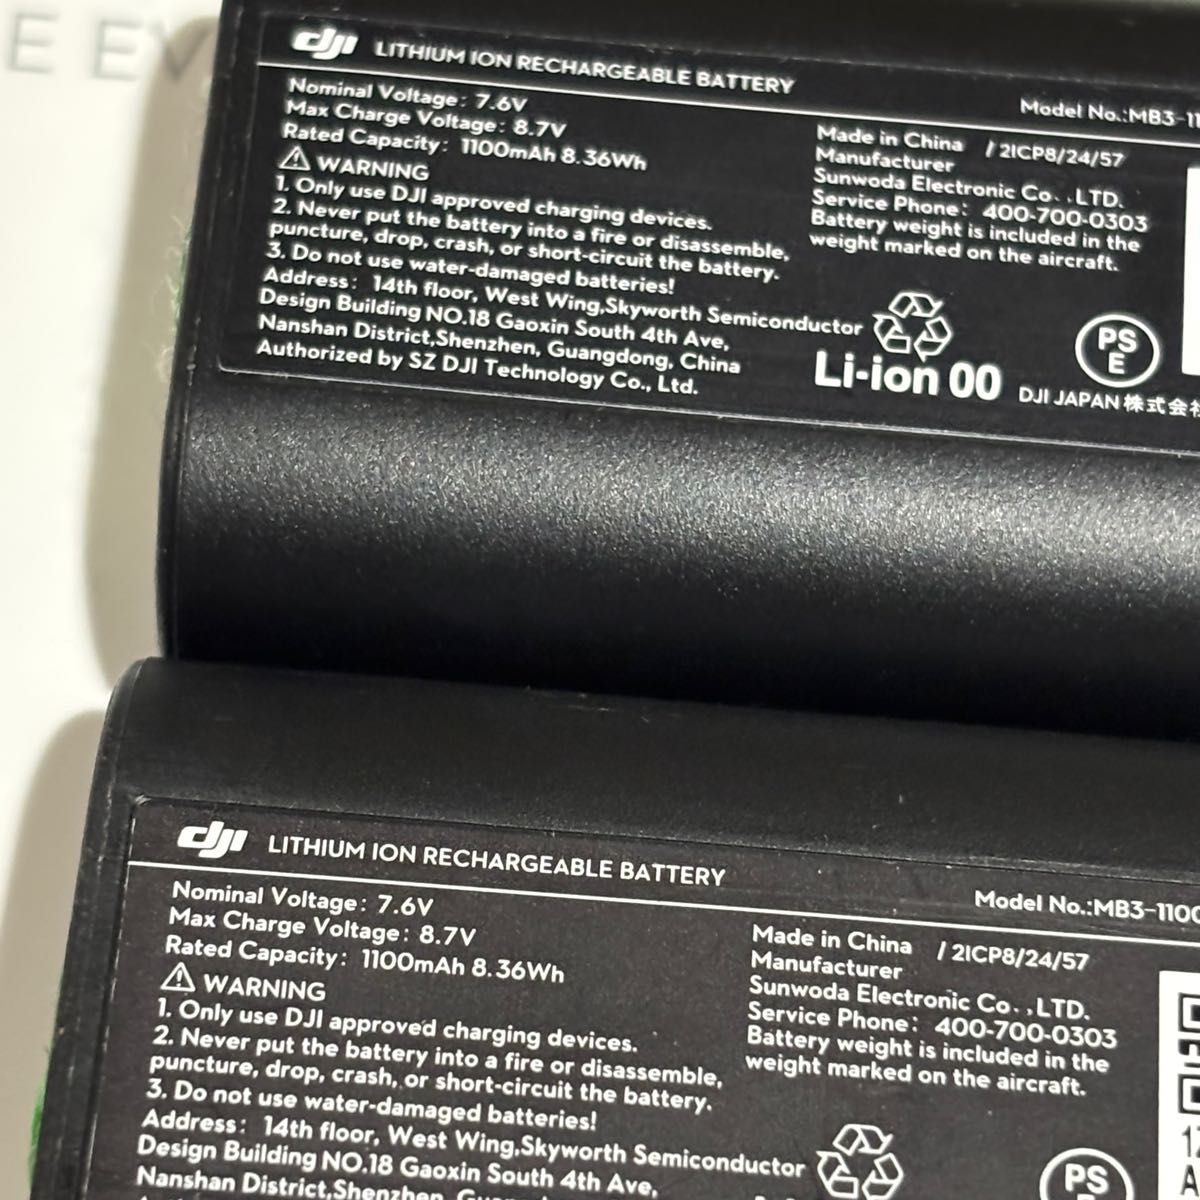 E EV
dji LITHIUM ION RECHARGEABLE BATTERY
Nominal Voltage: 7.6V
Max Charge Voltage: 8.7V
Rated Capacity: 1100mAh 8.36Wh
⚠ WARNING
1. Only use DJI approved charging devices.
2. Never put the battery into a fire or disassemble,
puncture, drop, crash, or short-circuit the battery.
3. Do not use water-damaged batteries!
Address: 14th floor, West Wing,Skyworth Semiconductor
Design Building NO.18 Gaoxin South 4th Ave,
Nanshan District,Shenzhen, Guangdong, China
Authorized by SZ DJI Technology Co., Ltd.
Model No.:MB3-11
Made in China / 2ICP8/24/57
Manufacturer
Sunwoda Electronic Co.,LTD.
Service Phone: 400-700-0303
Battery weight is included in the
weight marked on the aircraft.
Li-ion 00
PS
E
DJI JAPAN 株式会社
dji LITHIUM ION RECHARGEABLE BATTERY
Nominal Voltage: 7.6V
Max Charge Voltage: 8.7V
Rated Capacity: 1100mAh 8.36Wh
⚠ WARNING
1. Only use DJI approved charging devices.
2. Never put the battery into a fire or disassemble,
puncture, drop, crash, or short-circuit the battery.
3. Do not use water-damaged batteries!
Address: 14th floor, West Wing,Skyworth Semiconductor
Design Building NO.18 Gaoxin South 4th Ave,
Nanshan District,Shenzhen,
Model No.:MB3-1100
Made in China / 2ICP8/24/57
Manufacturer
Sunwoda Electronic Co.,LTD.
Service Phone: 400-700-0303
Battery weight is included in the
weight marked on the aircraft.
PS